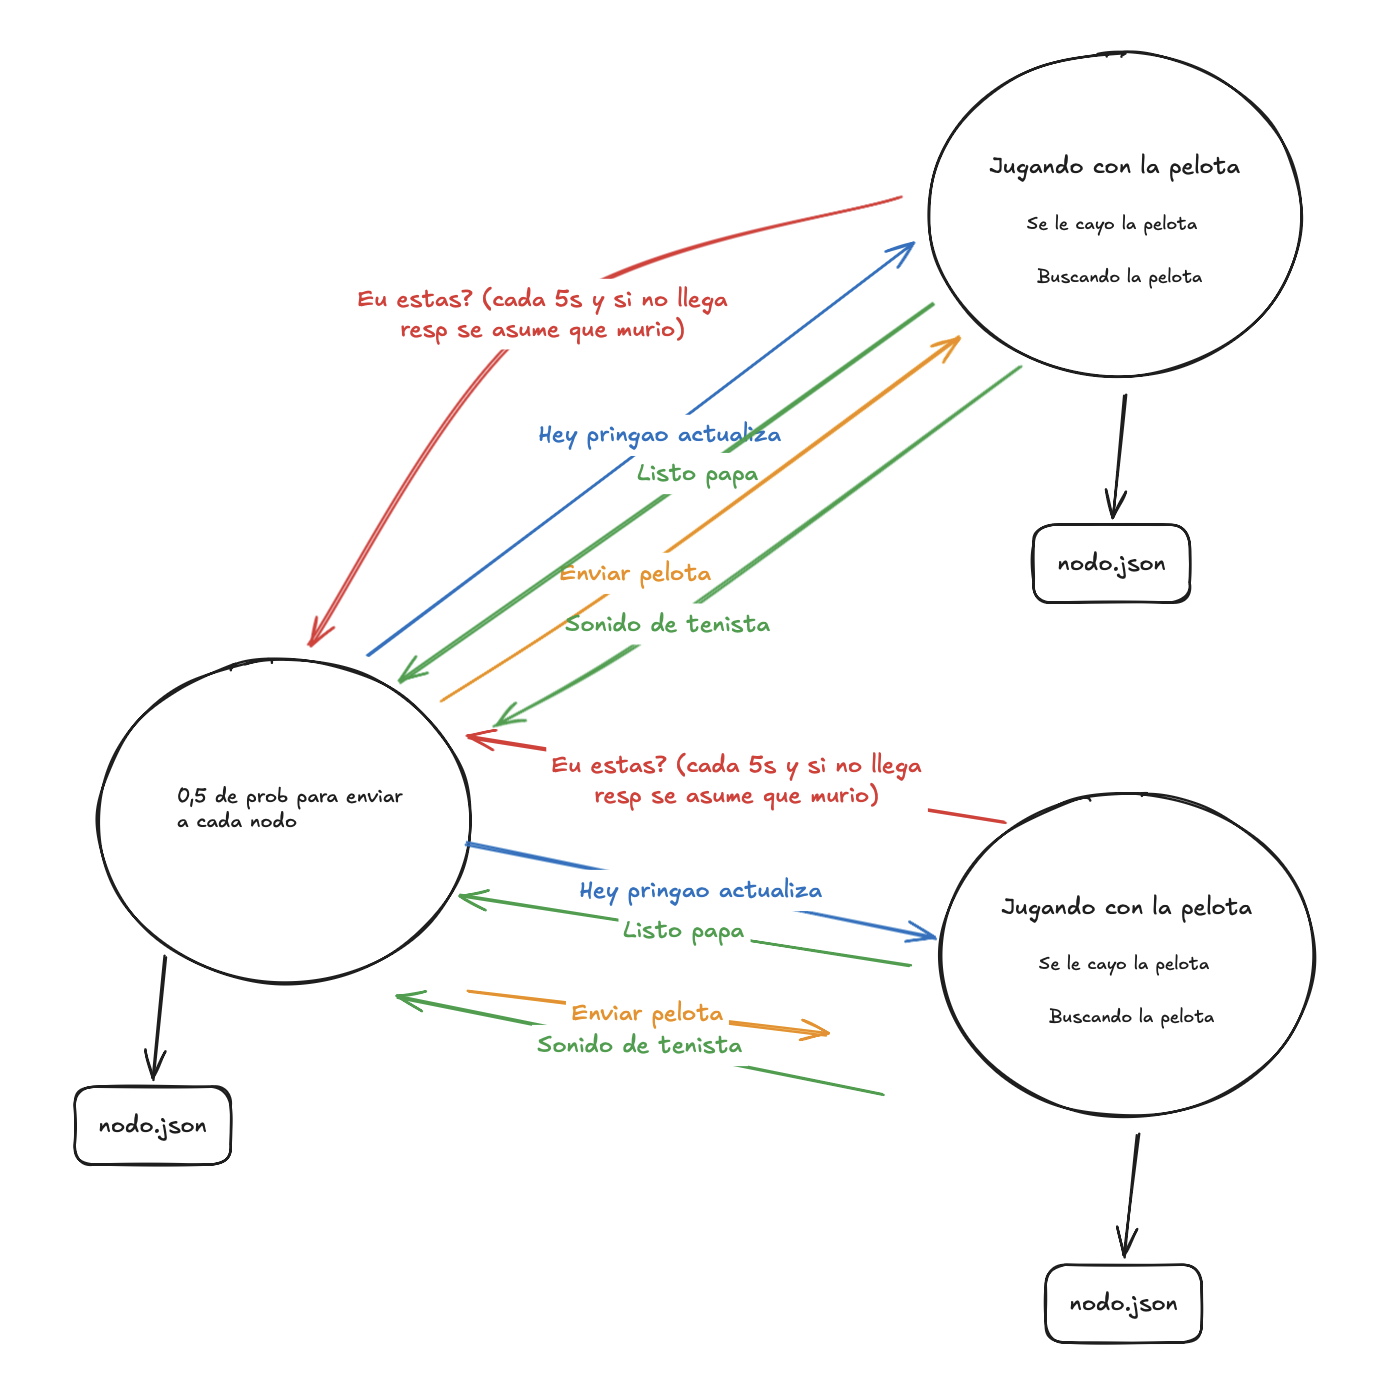 Jugando con la pelota
Se le cayo la pelota
Buscando la pelota
Eu estas? (cada 5s y si no llega
resp se asume que murio)
Hey pringao actualiza
Listo papa
Enviar pelota
Sonido de tenista
nodo.json
Eu estas? (cada 5s y si no llega
resp se asume que murio)
0,5 de prob para enviar
a cada nodo
Hey pringao actualiza
Listo papa
Enviar pelota
Sonido de tenista
Jugando con la pelota
Se le cayo la pelota
Buscando la pelota
nodo.json
nodo.json